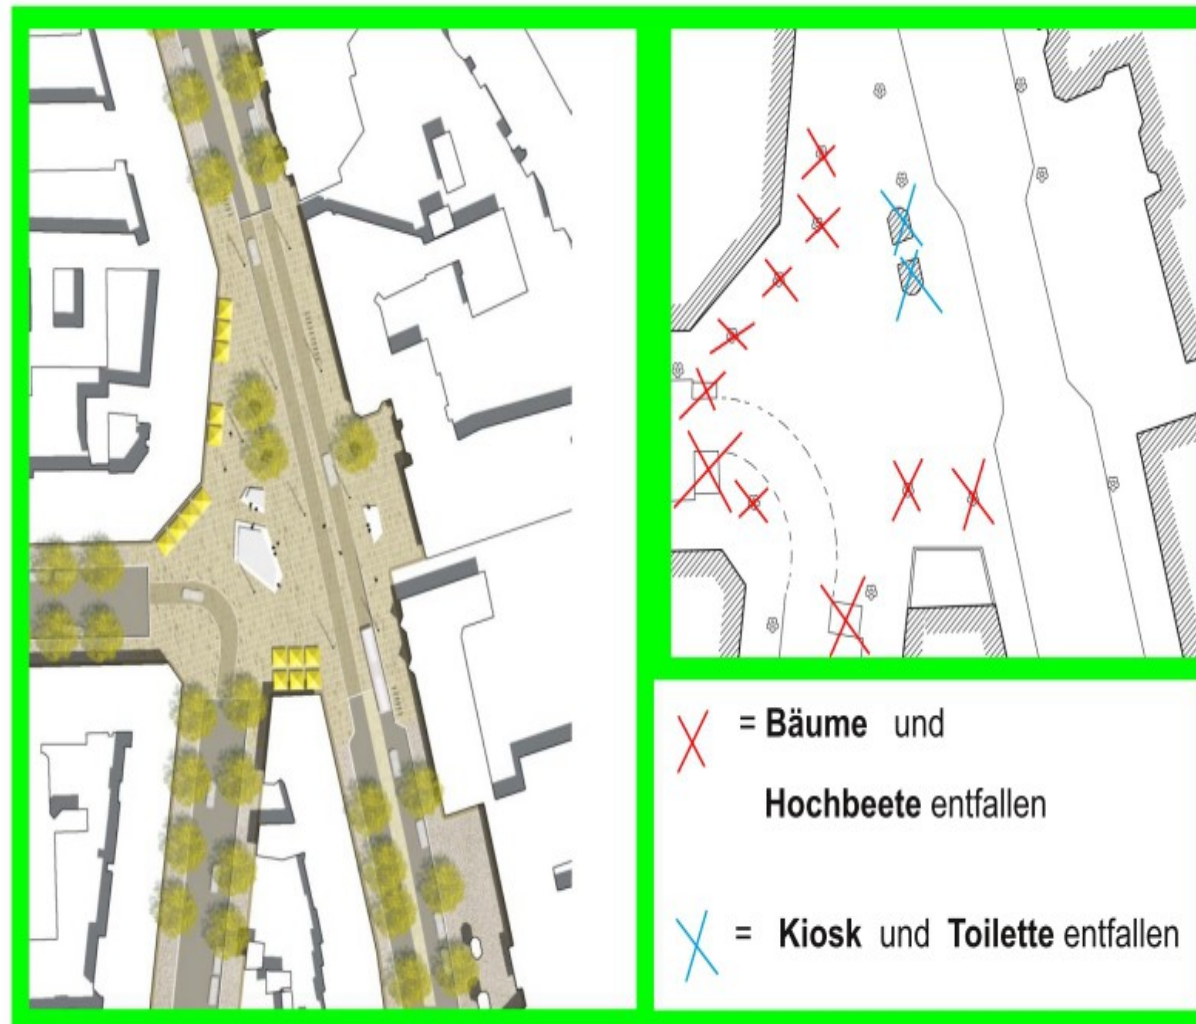 = Bäume und
Hochbeete entfallen
= Kiosk und Toilette entfallen